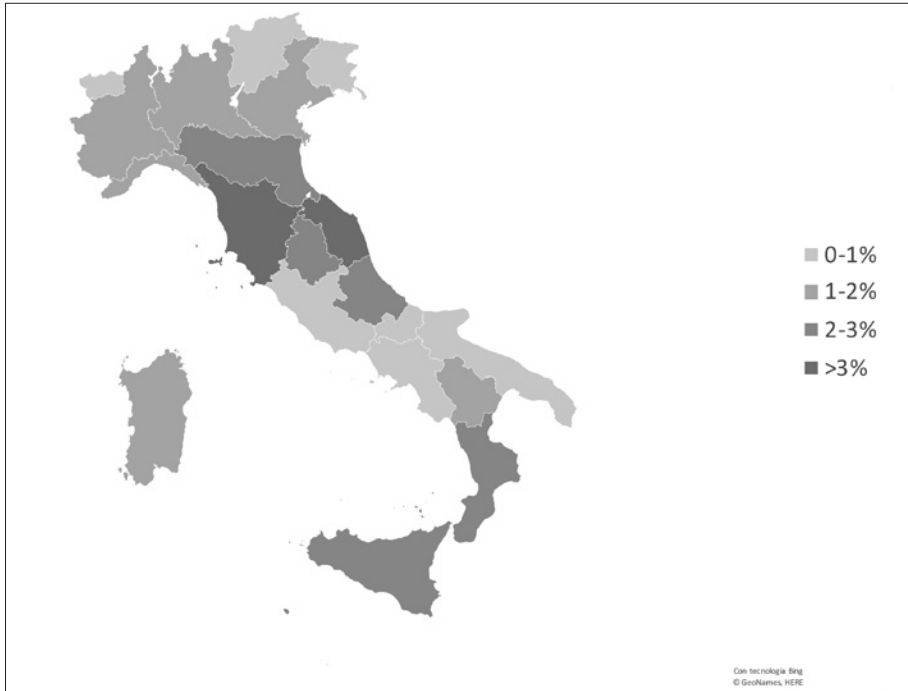 0-1%
1-2%
2-3%
>3%
Con tecnologia Bing
© GeoNames, HERE